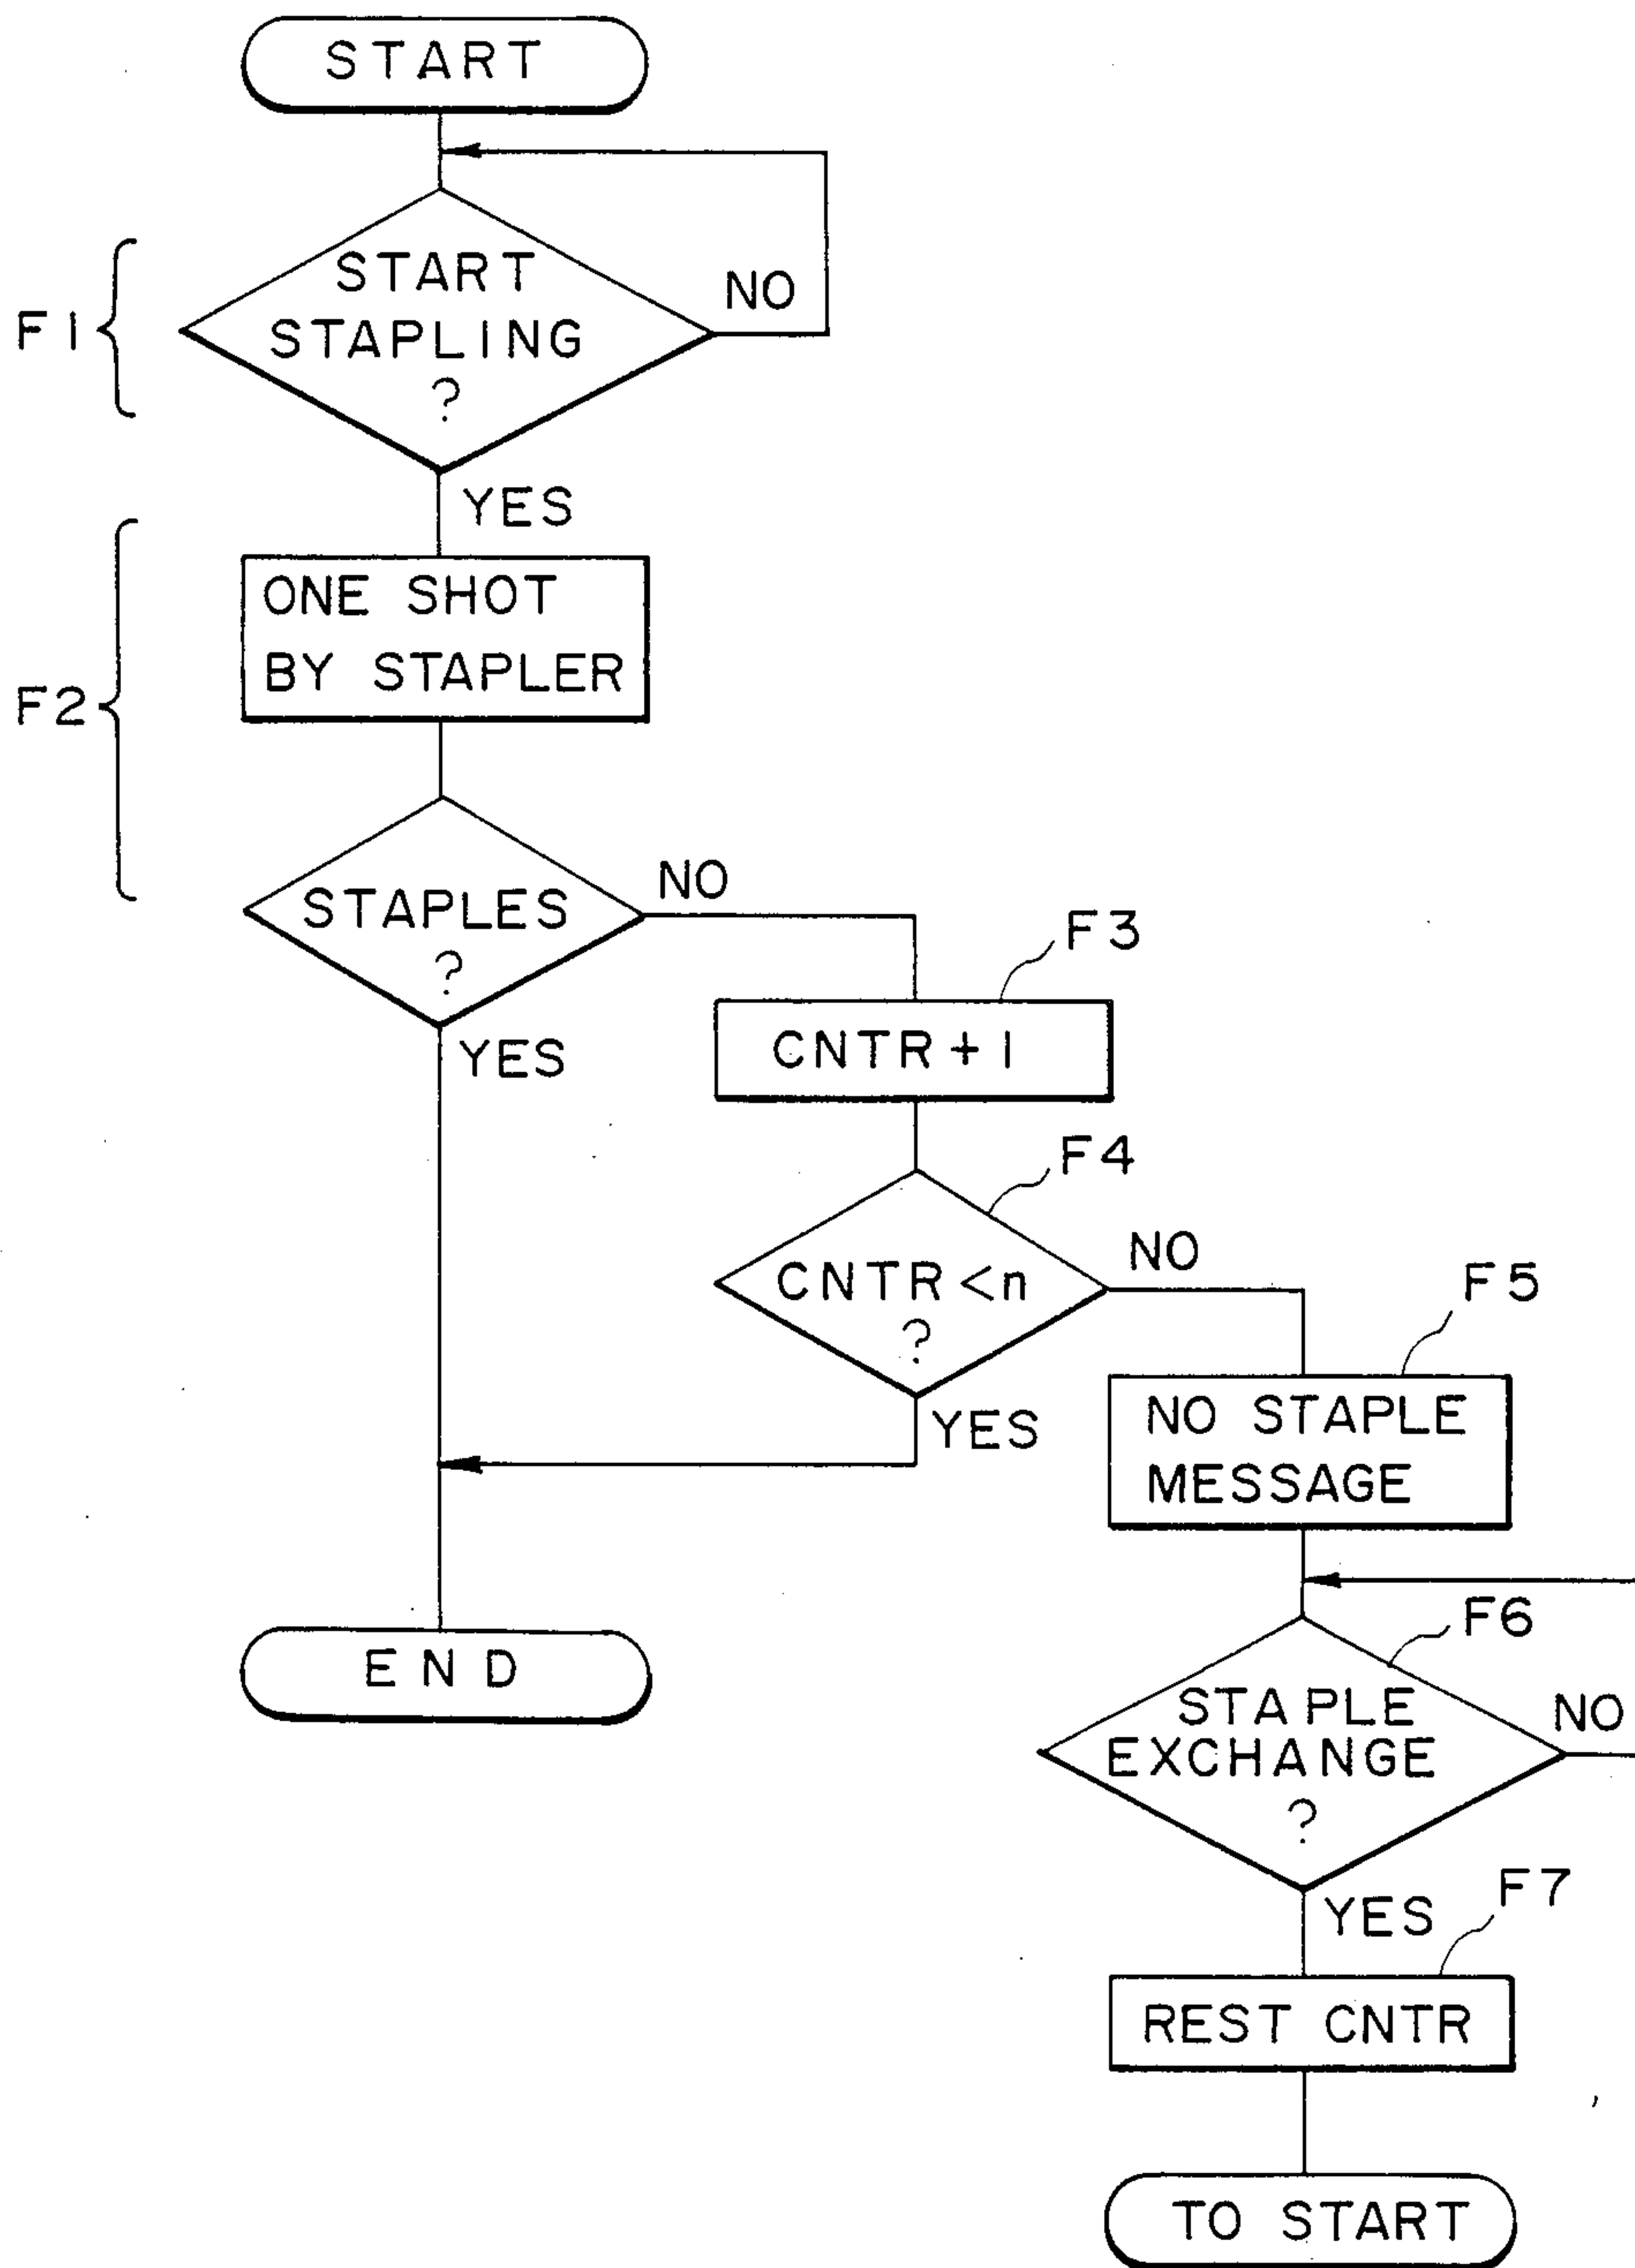 START
START
STAPLING
?
NO
F1
YES
ONE SHOT
BY STAPLER
F2
STAPLES
?
NO
YES
F3
CNTR+1
F4
CNTR<n
?
NO
YES
F5
NO STAPLE
MESSAGE
END
F6
STAPLE
EXCHANGE
?
NO
YES
F7
REST CNTR
TO START